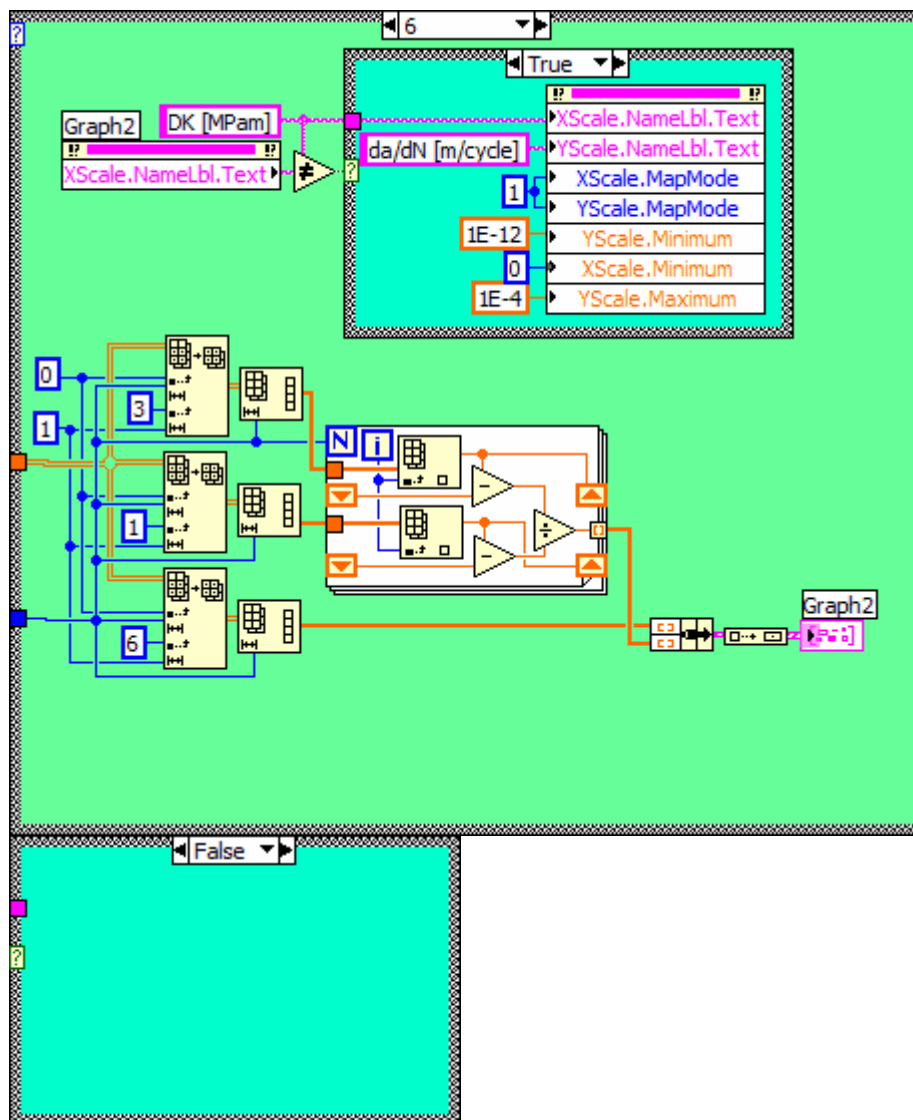 6
True
Graph2
DK [MPam]
XScale.NameLbl.Text
≠
?
XScale.NameLbl.Text
da/dN [m/cycle]
YScale.NameLbl.Text
1
XScale.MapMode
YScale.MapMode
1E-12
YScale.Minimum
0
XScale.Minimum
1E-4
YScale.Maximum
0
3
1
N
i
1
6
Graph2
False
?